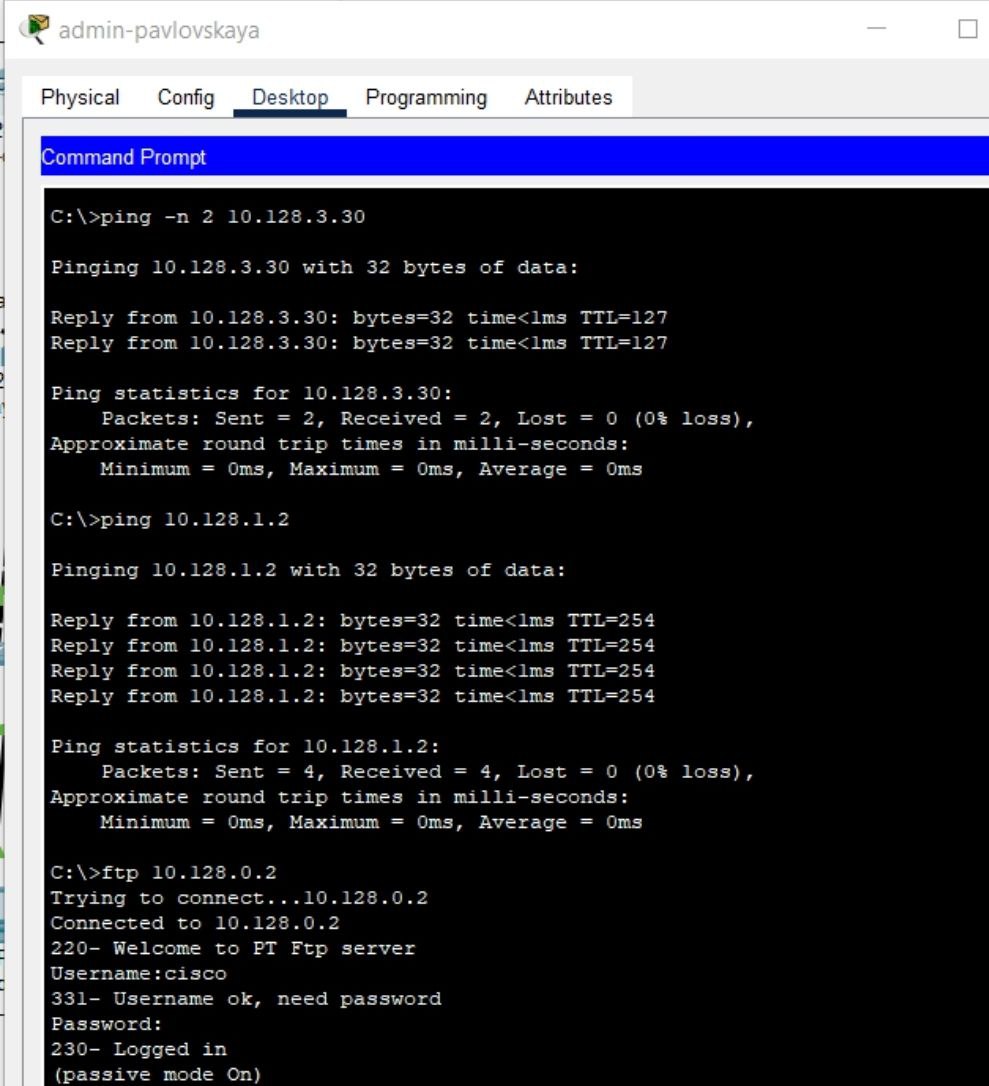 admin-pavlovskaya
Physical Config Desktop Programming Attributes
Command Prompt
C:\>ping -n 2 10.128.3.30
Pinging 10.128.3.30 with 32 bytes of data:
Reply from 10.128.3.30: bytes=32 time<1ms TTL=127
Reply from 10.128.3.30: bytes=32 time<1ms TTL=127
Ping statistics for 10.128.3.30:
Packets: Sent = 2, Received = 2, Lost = 0 (0% loss),
Approximate round trip times in milli-seconds:
Minimum = 0ms, Maximum = 0ms, Average = 0ms
C:\>ping 10.128.1.2
Pinging 10.128.1.2 with 32 bytes of data:
Reply from 10.128.1.2: bytes=32 time<1ms TTL=254
Reply from 10.128.1.2: bytes=32 time<1ms TTL=254
Reply from 10.128.1.2: bytes=32 time<1ms TTL=254
Reply from 10.128.1.2: bytes=32 time<1ms TTL=254
Ping statistics for 10.128.1.2:
Packets: Sent = 4, Received = 4, Lost = 0 (0% loss),
Approximate round trip times in milli-seconds:
Minimum = 0ms, Maximum = 0ms, Average = 0ms
C:\>ftp 10.128.0.2
Trying to connect...10.128.0.2
Connected to 10.128.0.2
220- Welcome to PT Ftp server
Username:cisco
331- Username ok, need password
Password:
230- Logged in
(passive mode On)